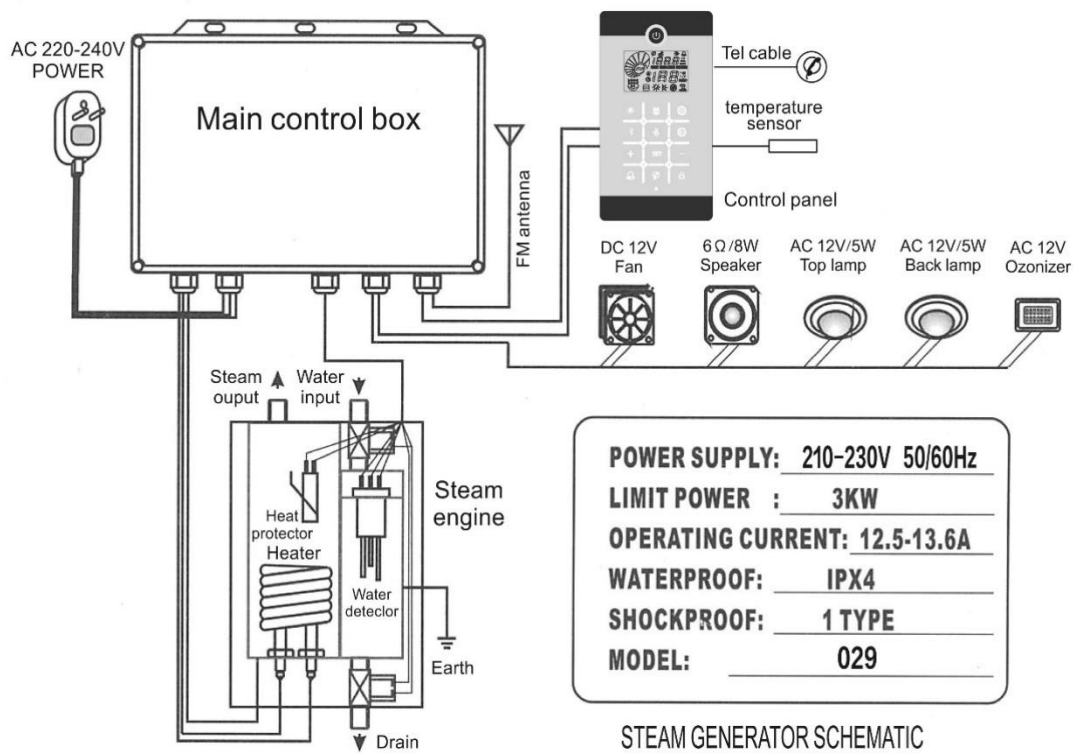 AC 220-240V
POWER
Main control box
FM antenna
Tel cable
temperature
sensor
Control panel
DC 12V
Fan
6Ω/8W
Speaker
AC 12V/5W
Top lamp
AC 12V/5W
Back lamp
AC 12V
Ozonizer
Steam
ouput
Water
input
Steam
engine
Heat
protector
Heater
Water
deteclor
Earth
Drain
POWER SUPPLY: 210-230V 50/60Hz
LIMIT POWER : 3KW
OPERATING CURRENT: 12.5-13.6A
WATERPROOF: IPX4
SHOCKPROOF: 1 TYPE
MODEL: 029
STEAM GENERATOR SCHEMATIC